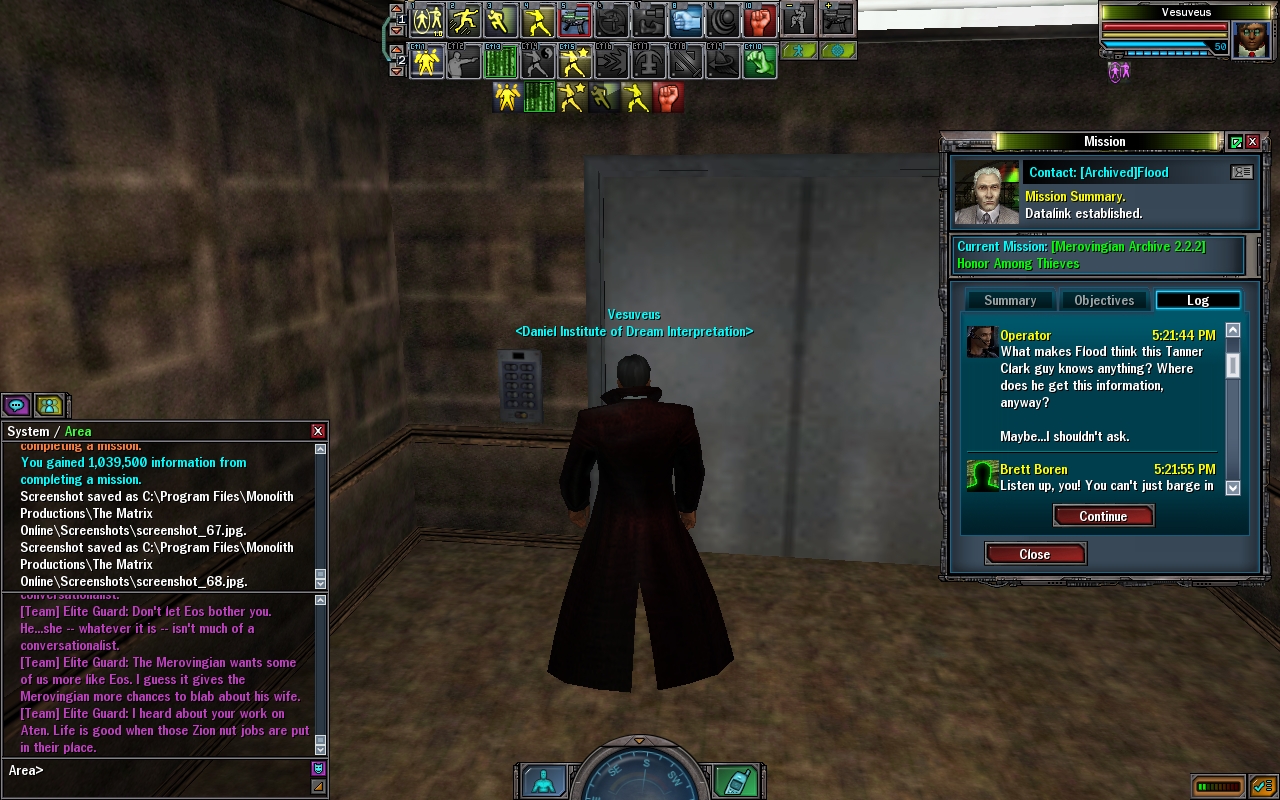 Vesuveus
50
Mission
Contact: [Archived]Flood
Mission Summary.
Datalink established.
Current Mission: [Merovingian Archive 2.2.2]
Honor Among Thieves
Summary Objectives Log
Operator 5:21:44 PM
What makes Flood think this Tanner
Clark guy knows anything? Where
does he get this information,
anyway?
Maybe...I shouldn't ask.
Brett Boren 5:21:55 PM
Listen up, you! You can't just barge in
Continue
Close
Vesuveus
<Daniel Institute of Dream Interpretation>
System / Area
completing a mission.
You gained 1,039,500 information from
completing a mission.
Screenshot saved as C:\Program Files\Monolith
Productions\The Matrix
Online\Screenshots\screenshot_67.jpg.
Screenshot saved as C:\Program Files\Monolith
Productions\The Matrix
Online\Screenshots\screenshot_68.jpg.
conversationalist.
[Team] Elite Guard: Don't let Eos bother you.
He...she -- whatever it is -- isn't much of a
conversationalist.
[Team] Elite Guard: The Merovingian wants some
of us more like Eos. I guess it gives the
Merovingian more chances to blab about his wife.
[Team] Elite Guard: I heard about your work on
Aten. Life is good when those Zion nut jobs are put
in their place.
Area>
SE S SW